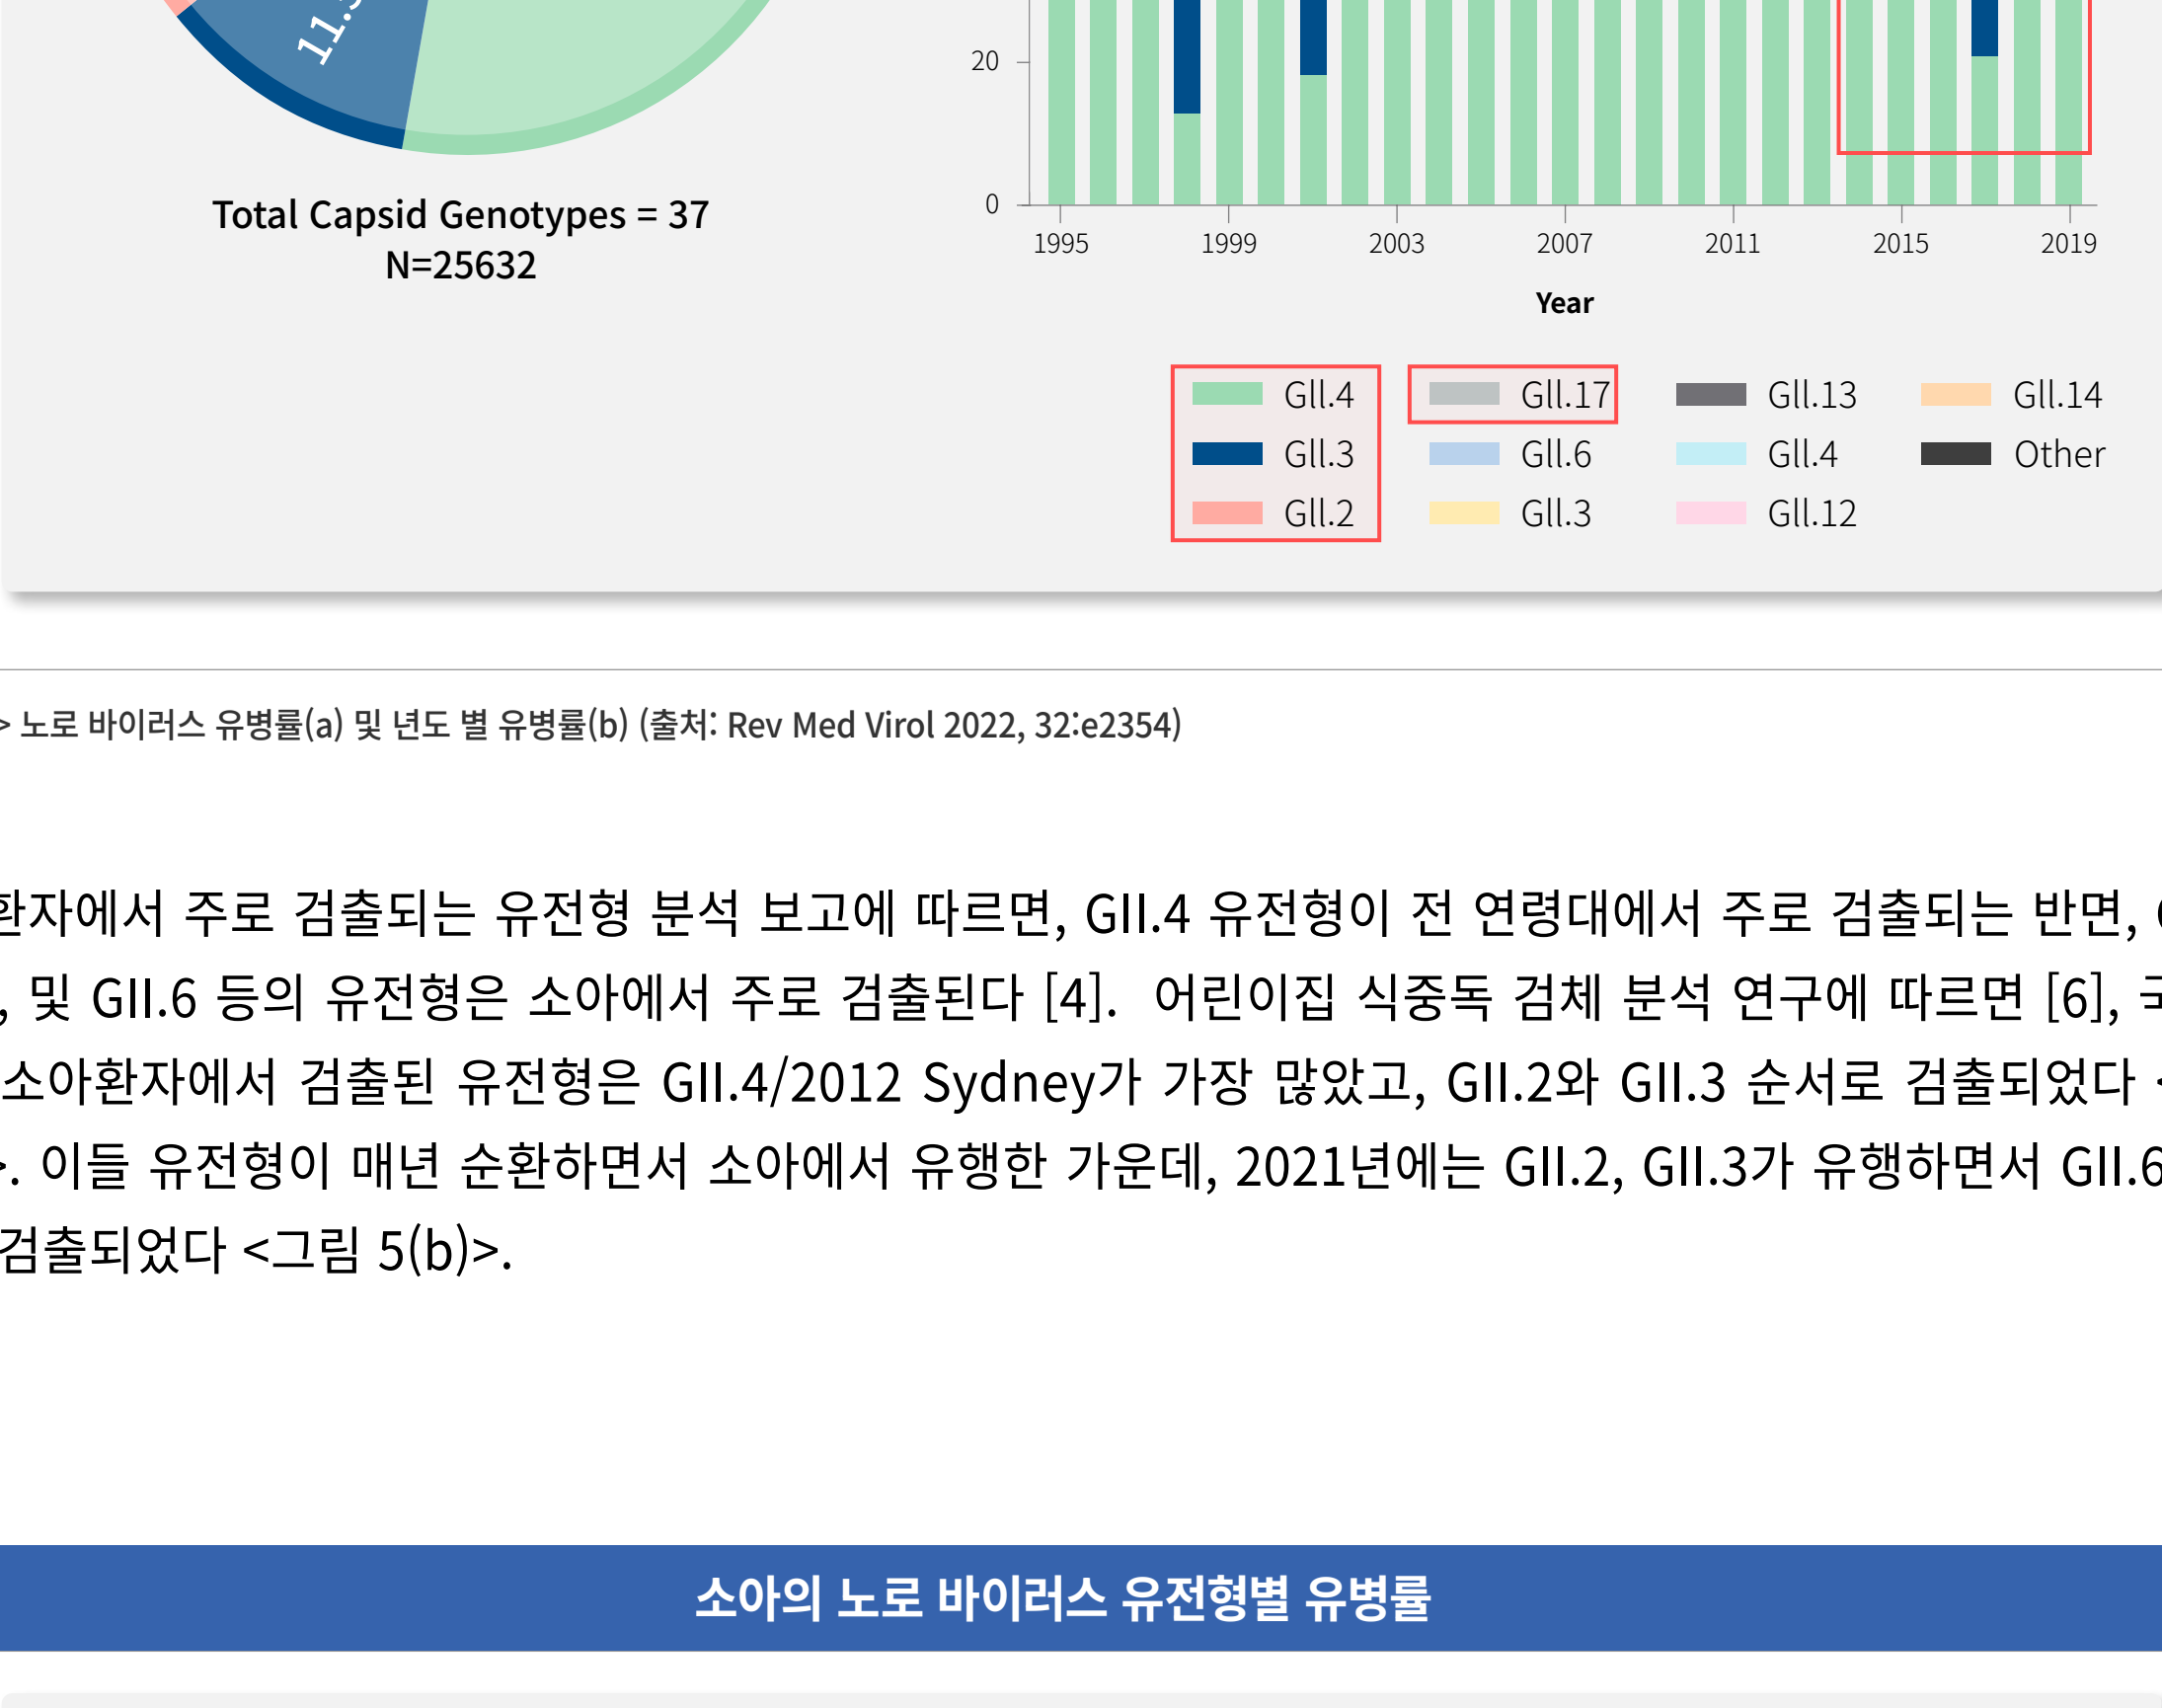 Total Capsid Genotypes = 37
N=25632
20
0
1995 1999 2003 2007 2011 2015 2019
Year
Gll.4 Gll.17 Gll.13 Gll.14
Gll.3 Gll.6 Gll.4 Other
Gll.2 Gll.3 Gll.12
> 노로 바이러스 유병률(a) 및 년도 별 유병률(b) (출처: Rev Med Virol 2022, 32:e2354)
환자에서 주로 검출되는 유전형 분석 보고에 따르면, GII.4 유전형이 전 연령대에서 주로 검출되는 반면,
, 및 GII.6 등의 유전형은 소아에서 주로 검출된다 [4]. 어린이집 식중독 검체 분석 연구에 따르면 [6],
소아환자에서 검출된 유전형은 GII.4/2012 Sydney가 가장 많았고, GII.2와 GII.3 순서로 검출되었다 <
>. 이들 유전형이 매년 순환하면서 소아에서 유행한 가운데, 2021년에는 GII.2, GII.3가 유행하면서 GII.6
검출되었다 <그림 5(b)>.
소아의 노로 바이러스 유전형별 유병률